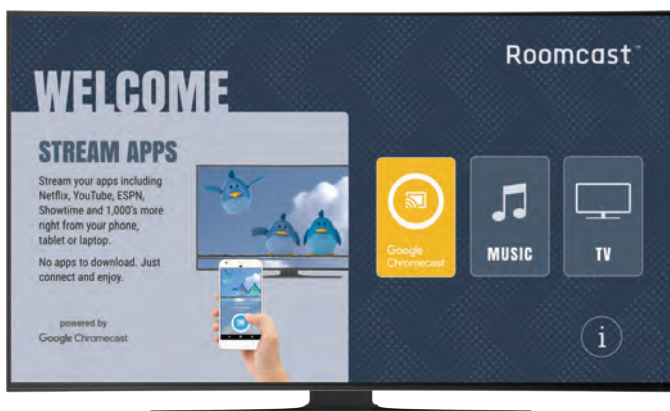 Roomcast™
WELCOME
STREAM APPS
Stream your apps including
Netflix, YouTube, ESPN,
Showtime and 1,000's more
right from your phone,
tablet or laptop.
No apps to download. Just
connect and enjoy.
powered by
Google Chromecast
Google
Chromecast
MUSIC
TV
i